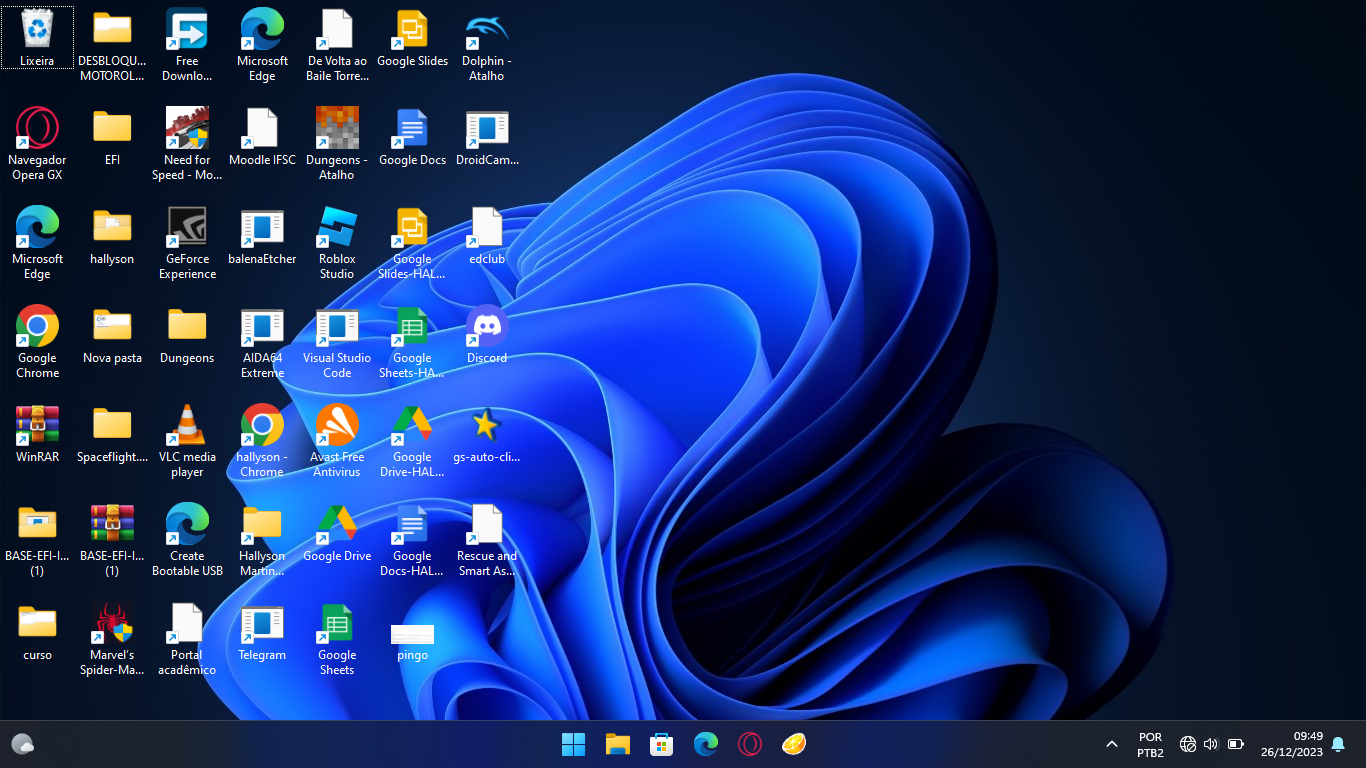 Lixeira
DESBLOQU...
MOTOROL...
Free
Downlo...
Microsoft
Edge
De Volta ao
Baile Torre...
Google Slides
Dolphin -
Atalho
Navegador
Opera GX
EFI
Need for
Speed - Mo...
Moodle IFSC
Dungeons -
Atalho
Google Docs
DroidCam...
Microsoft
Edge
hallyson
GeForce
Experience
balenaEtcher
Roblox
Studio
Google
Slides-HAL...
edclub
Google
Chrome
Nova pasta
Dungeons
AIDA64
Extreme
Visual Studio
Code
Google
Sheets-HA...
Discord
WinRAR
Spaceflight....
VLC media
player
hallyson -
Chrome
Avast Free
Antivirus
Google
Drive-HAL...
gs-auto-cli...
BASE-EFI-I...
(1)
BASE-EFI-I...
(1)
Create
Bootable USB
Hallyson
Martin...
Google Drive
Google
Docs-HAL...
Rescue and
Smart As...
curso
Marvel's
Spider-Ma...
Portal
acadêmico
Telegram
Google
Sheets
pingo
POR
PTB2
09:49
26/12/2023